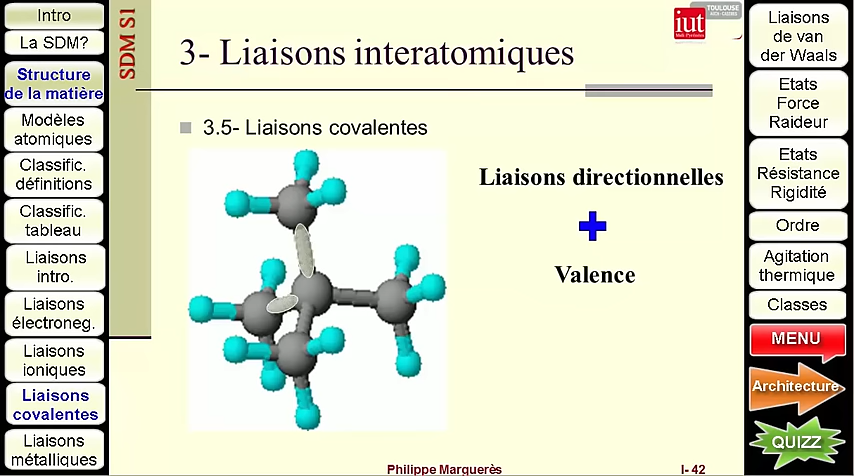 Intro
La SDM?
Structure
de la matière
Modèles
atomiques
Classific.
définitions
Classific.
tableau
Liaisons
intro.
Liaisons
électroneg.
Liaisons
ioniques
Liaisons
covalentes
Liaisons
métalliques
SDM S1
3- Liaisons interatomiques
iut
TOULOUSE
3.5- Liaisons covalentes
Liaisons directionnelles
Valence
Philippe Marguerès
I- 42
Liaisons
de van
der Waals
Etats
Force
Raideur
Etats
Résistance
Rigidité
Ordre
Agitation
thermique
Classes
MENU
Architecture
QUIZZ